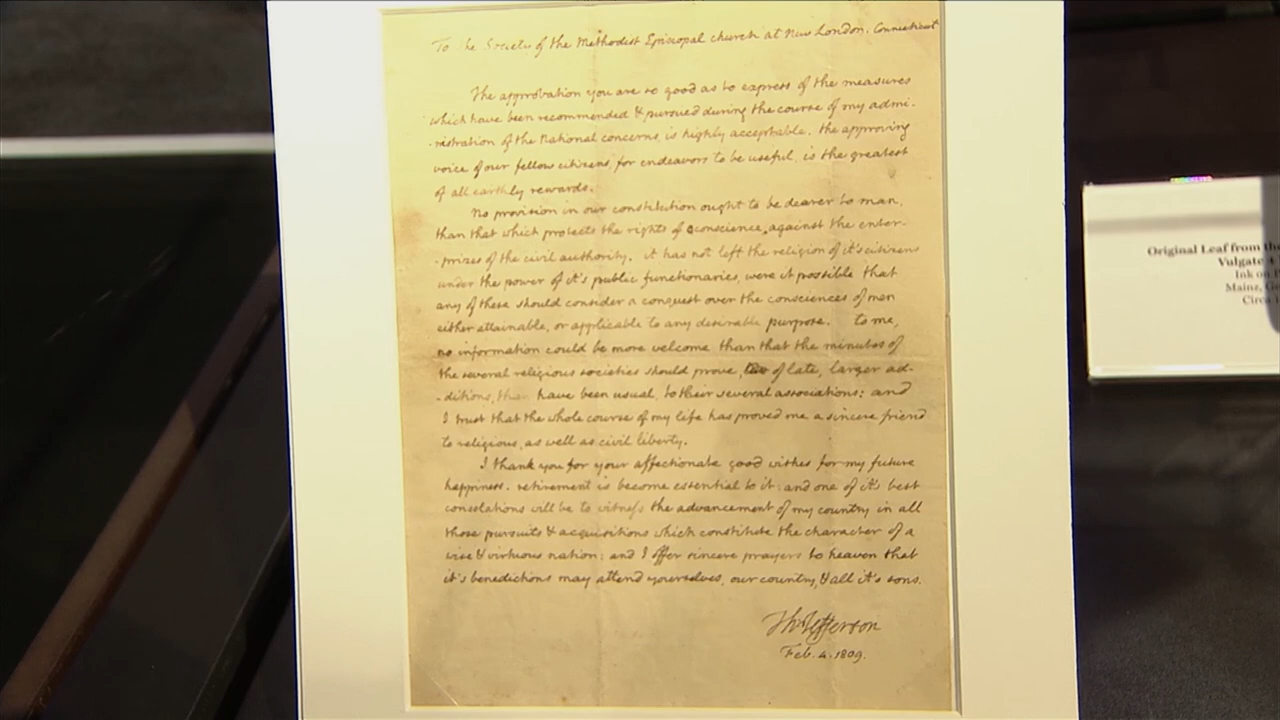 To the Society of the Methodist Episcopal church at New London. Connecticut
The approbation you are so good as to express of the measures
which have been recommended & pursued during the course of my admi-
-nistration of the National concerns, is highly acceptable. the approving
voice of our fellow citizens, for endeavors to be useful, is the greatest
of all earthly rewards.
No provision in our constitution ought to be dearer to man,
than that which protects the rights of conscience against the enter-
-prizes of the civil authority. it has not left the religion of it's citizens
under the power of it's public functionaries, were it possible that
any of these should consider a conquest over the consciences of men
either attainable, or applicable to any desirable purpose. to me,
no information could be more welcome than that the minutes of
the several religious societies should prove, of late, larger ad-
-ditions, than have been usual, to their several associations: and
I trust that the whole course of my life has proved me a sincere friend
to religious, as well as civil liberty.
I thank you for your affectionate good wishes for my future
happiness. retirement is become essential to it: and one of it's best
consolations will be to witness the advancement of my country in all
those pursuits & acquisitions which constitute the character of a
wise & virtuous nation: and I offer sincere prayers to heaven that
it's benedictions may attend yourselves, our country, & all it's sons.
Th: Jefferson
Feb. 4. 1809.
Original Leaf from the
Vulgate
Ink on
Mainz,
Circa